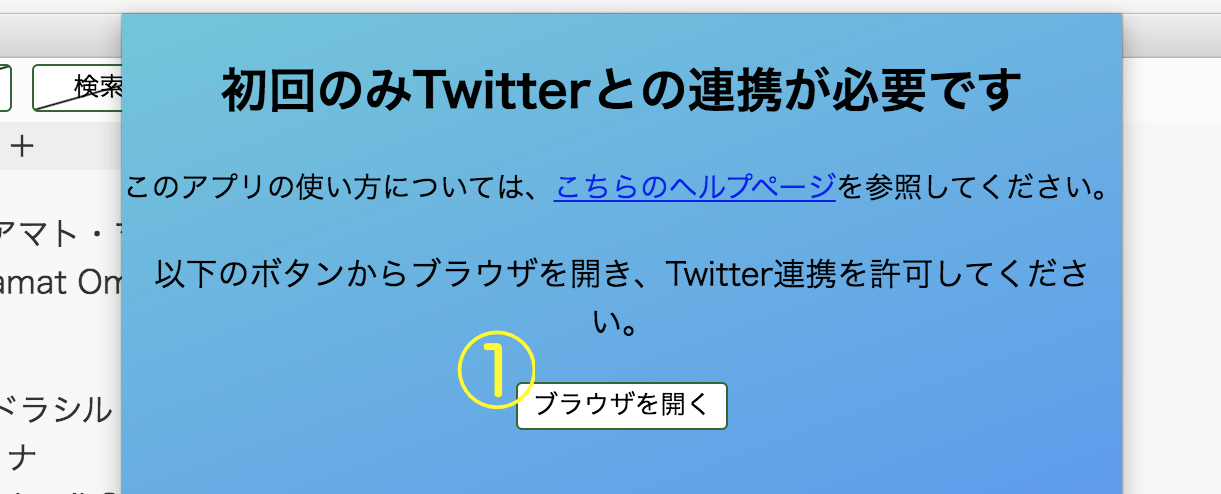 初回のみTwitterとの連携が必要です
検索
＋
このアプリの使い方については、こちらのヘルプページを参照してください。
アマト・
amat Om
以下のボタンからブラウザを開き、Twitter連携を許可してくださ
い。
①
ブラウザを開く
ドラシル
ナ